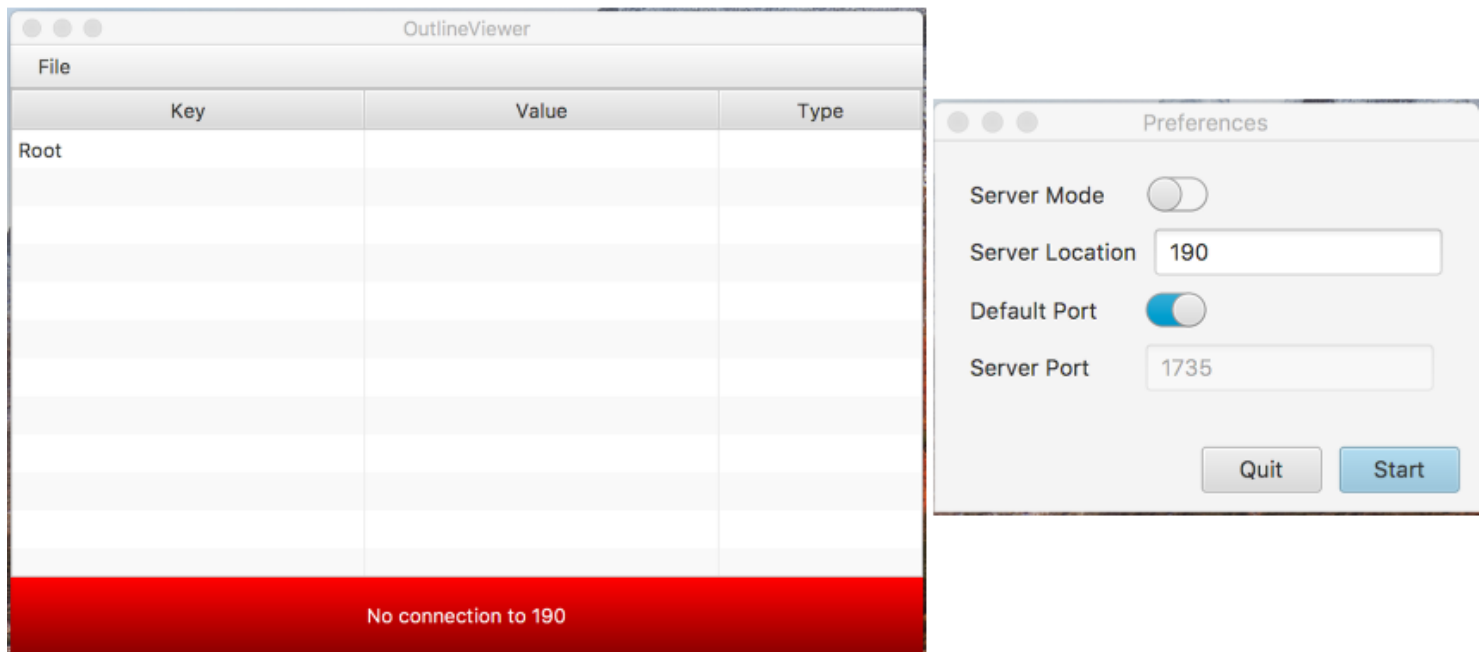 OutlineViewer
File
Key Value Type
Root
No connection to 190
Preferences
Server Mode
Server Location 190
Default Port
Server Port 1735
Quit Start